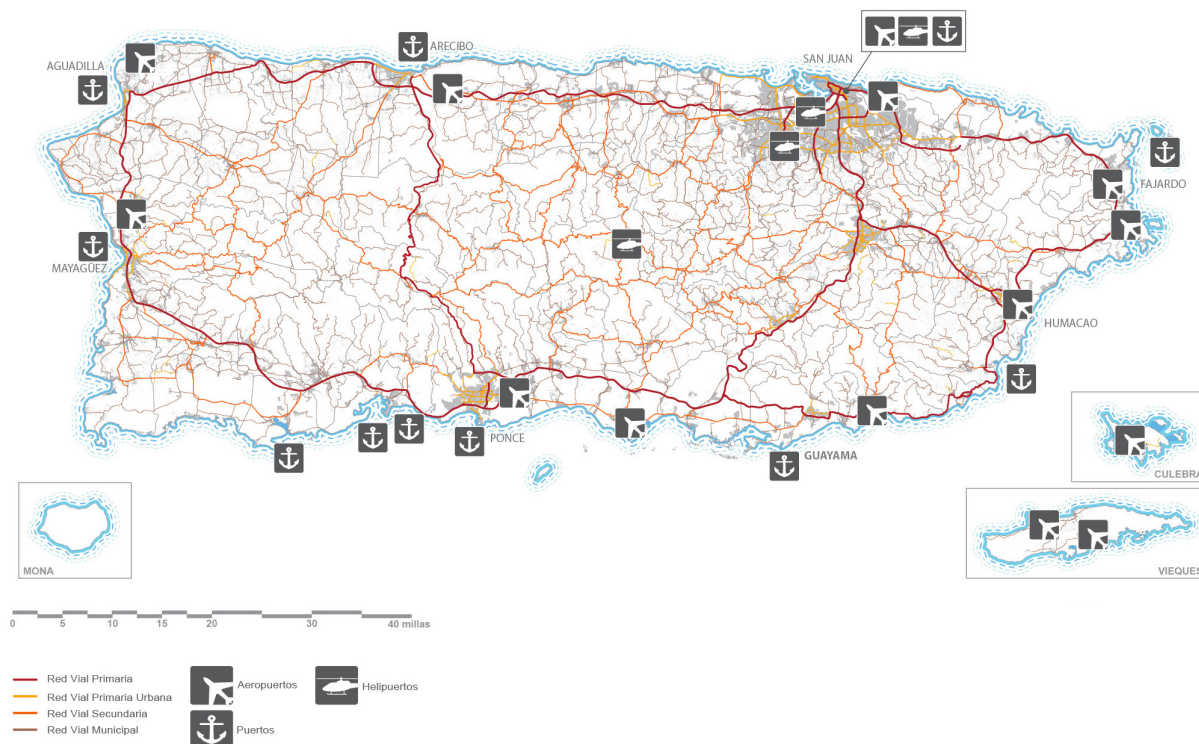 ARECIBO
SAN JUAN
AGUADILLA
FAJARDO
MAYAGÜEZ
HUMACAO
PONCE
GUAYAMA
CULEBRA
MONA
VIEQUES
0 5 10 15 20 30 40 millas
Red Vial Primaria
Red Vial Primaria Urbana
Red Vial Secundaria
Red Vial Municipal
Aeropuertos
Puertos
Helipuertos